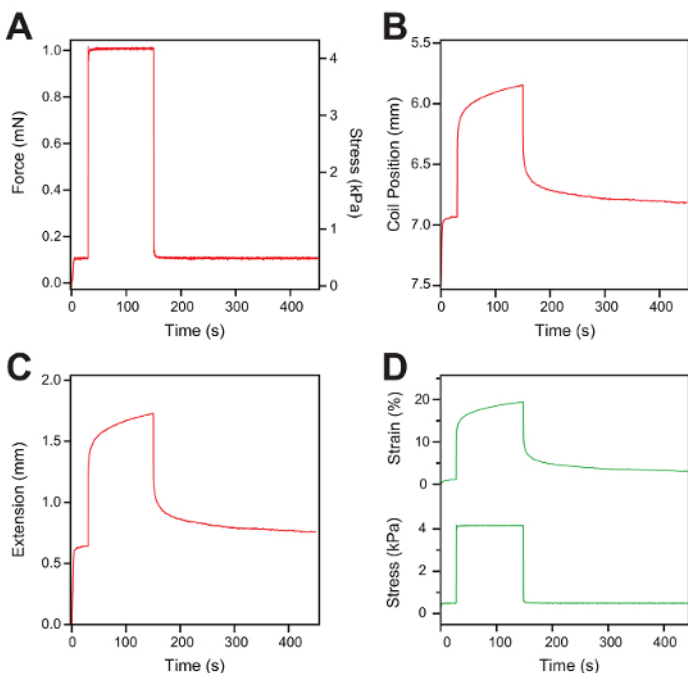 A
Force (mN)
1.0
0.8
0.6
0.4
0.2
0.0
4
3
2
1
0
Stress (kPa)
0 100 200 300 400
Time (s)
B
Coil Position (mm)
5.5
6.0
6.5
7.0
7.5
0 100 200 300 400
Time (s)
C
Extension (mm)
2.0
1.5
1.0
0.5
0.0
0 100 200 300 400
Time (s)
D
Strain (%)
20
10
0
Stress (kPa)
4
2
0
0 100 200 300 400
Time (s)